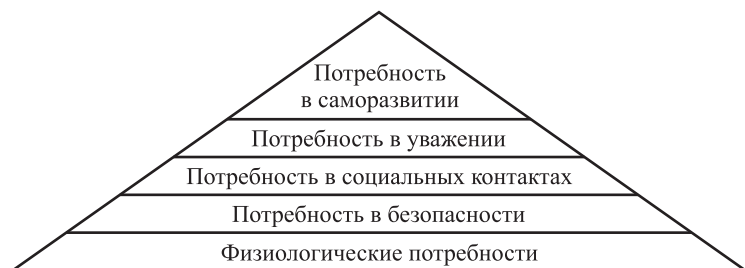 Потребность
в саморазвитии
Потребность в уважении
Потребность в социальных контактах
Потребность в безопасности
Физиологические потребности